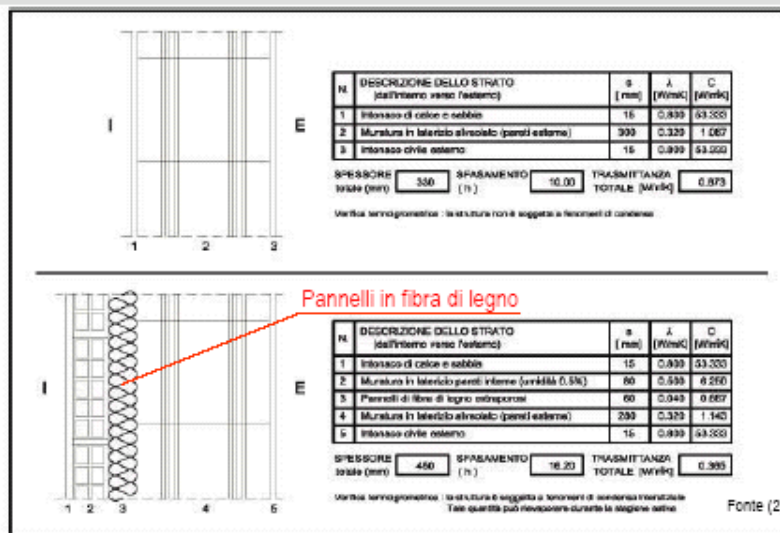 I
E
1 2 3
N. DESCRIZIONE DELLO STRATO (dall'interno verso l'esterno) s [mm] λ [W/mK] C [W/m²K]
1 Intonaco di calce e sabbia 15 0.800 53.333
2 Muratura in laterizio alveolato (pareti esterne) 300 0.320 1.067
3 Intonaco civile esterno 15 0.800 53.333
SPESSORE totale (mm) 330 SFASAMENTO (h) 10.00 TRASMITTANZA TOTALE [W/m²K] 0.873
Verifica termoigrometrica : la struttura non è soggetta a fenomeni di condensa
Pannelli in fibra di legno
I
E
1 2 3 4 5
N. DESCRIZIONE DELLO STRATO (dall'interno verso l'esterno) s [mm] λ [W/mK] C [W/m²K]
1 Intonaco di calce e sabbia 15 0.800 53.333
2 Muratura in laterizio pareti interne (umidità 0.5%) 80 0.500 6.250
3 Pannelli di fibra di legno extraporosi 60 0.040 0.667
4 Muratura in laterizio alveolato (pareti esterne) 280 0.320 1.143
5 Intonaco civile esterno 15 0.800 53.333
SPESSORE totale (mm) 450 SFASAMENTO (h) 16.20 TRASMITTANZA TOTALE [W/m²K] 0.365
Verifica termoigrometrica : la struttura è soggetta a fenomeni di condensa interstiziale
Tale quantità può rievaporare durante la stagione estiva
Fonte (2